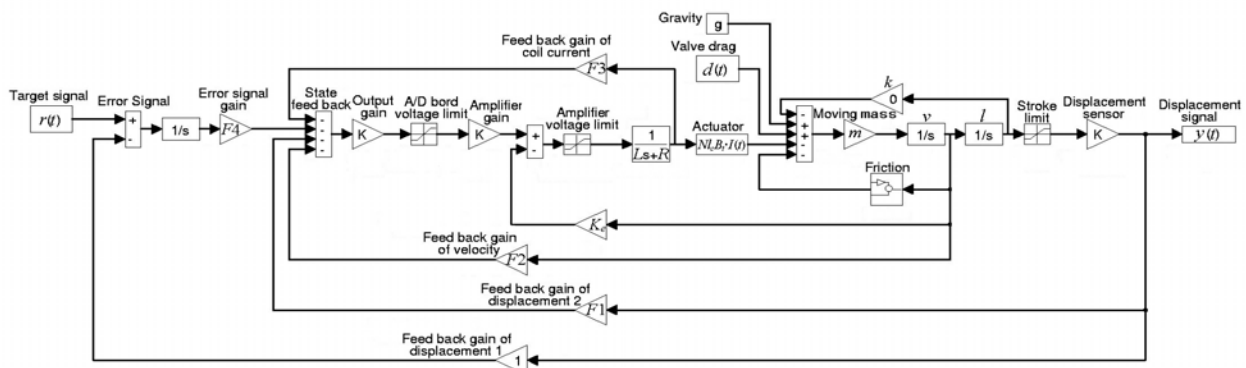 Gravity
g
Valve drag
d(t)
Feed back gain of
coil current
F3
k
0
Target signal
r(t)
Error Signal
+
-
1/s
Error signal
gain
F4
State
feed back
-
-
-
-
Output
gain
K
A/D bord
voltage limit
Amplifier
gain
K
+
-
Amplifier
voltage limit
1
Ls+R
Actuator
NlcBt·I(t)
-
+
+
-
-
Moving mass
m
v
1/s
l
1/s
Stroke
limit
Displacement
sensor
K
Displacement
signal
y(t)
Friction
Ke
Feed back gain
of velocity
F2
Feed back gain of
displacement 2
F1
Feed back gain of
displacement 1
1